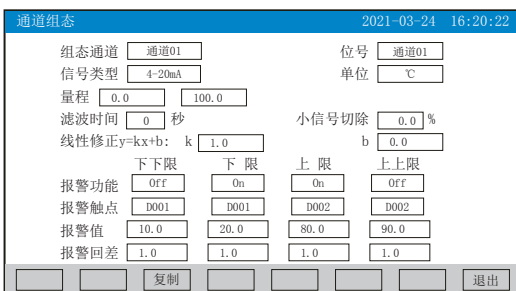 通道组态 2021-03-24 16:20:22
组态通道 通道01 位号 通道01
信号类型 4-20mA 单位 ℃
量程 0.0 100.0
滤波时间 0 秒 小信号切除 0.0 %
线性修正y=kx+b: k 1.0 b 0.0
下下限 下 限 上 限 上上限
报警功能 Off On On Off
报警触点 D001 D001 D002 D002
报警值 10.0 20.0 80.0 90.0
报警回差 1.0 1.0 1.0 1.0
复制 退出